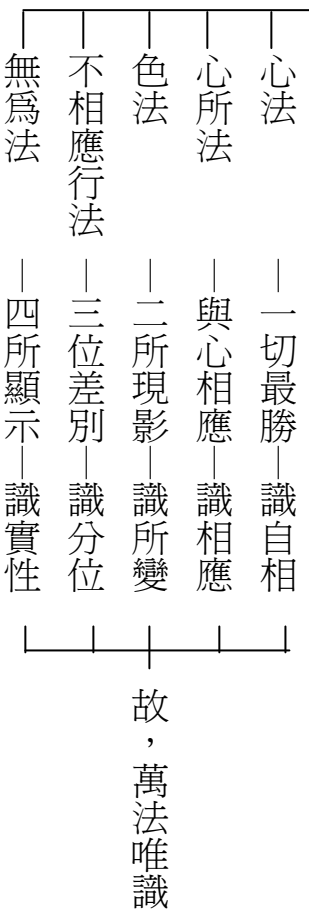 心法—一切最勝—識自相
心所法—與心相應—識相應
色法—二所現影—識所變
不相應行法—三位差別—識分位
無爲法—四所顯示—識實性
故，萬法唯識